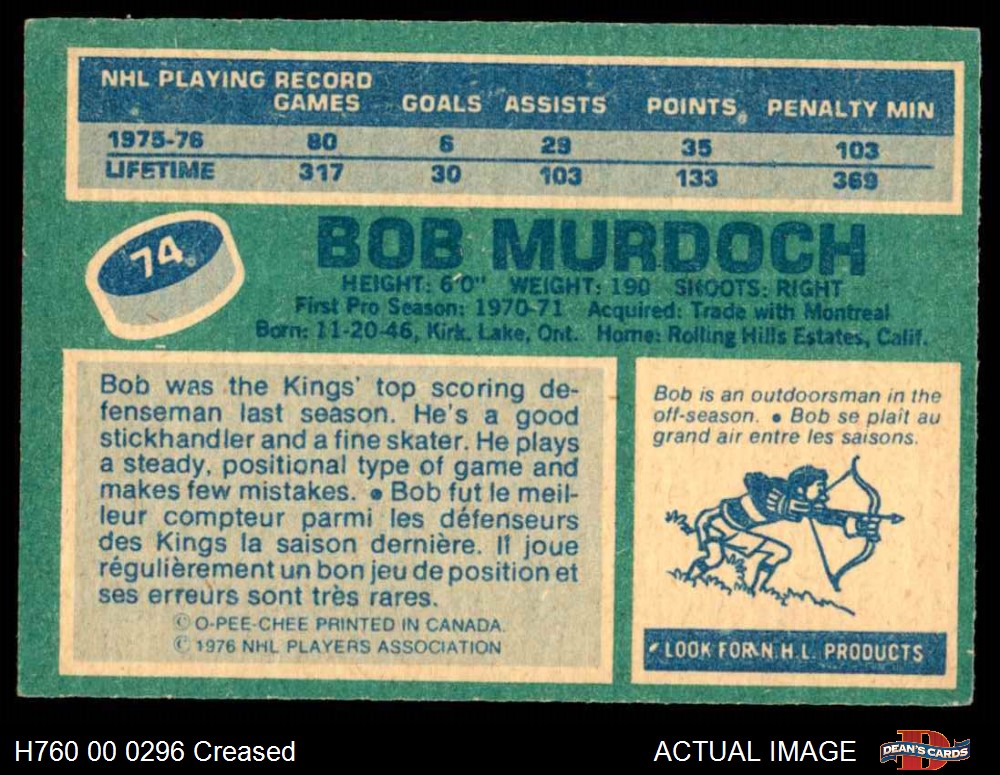 NHL PLAYING RECORD
GAMES GOALS ASSISTS POINTS PENALTY MIN
1975-76 80 6 29 35 103
LIFETIME 317 30 103 133 369
74
BOB MURDOCH
HEIGHT: 6'0" WEIGHT: 190 SHOOTS: RIGHT
First Pro Season: 1970-71 Acquired: Trade with Montreal
Born: 11-20-46, Kirk. Lake, Ont. Home: Rolling Hills Estates, Calif.
Bob was the Kings' top scoring de-
fenseman last season. He's a good
stickhandler and a fine skater. He plays
a steady, positional type of game and
makes few mistakes. • Bob fut le meil-
leur compteur parmi les défenseurs
des Kings la saison dernière. Il joue
régulièrement un bon jeu de position et
ses erreurs sont très rares.
© O-PEE-CHEE PRINTED IN CANADA.
© 1976 NHL PLAYERS ASSOCIATION
Bob is an outdoorsman in the
off-season. • Bob se plaît au
grand air entre les saisons.
LOOK FOR N.H.L. PRODUCTS
H760 00 0296 Creased
ACTUAL IMAGE
D
DEAN'S CARDS